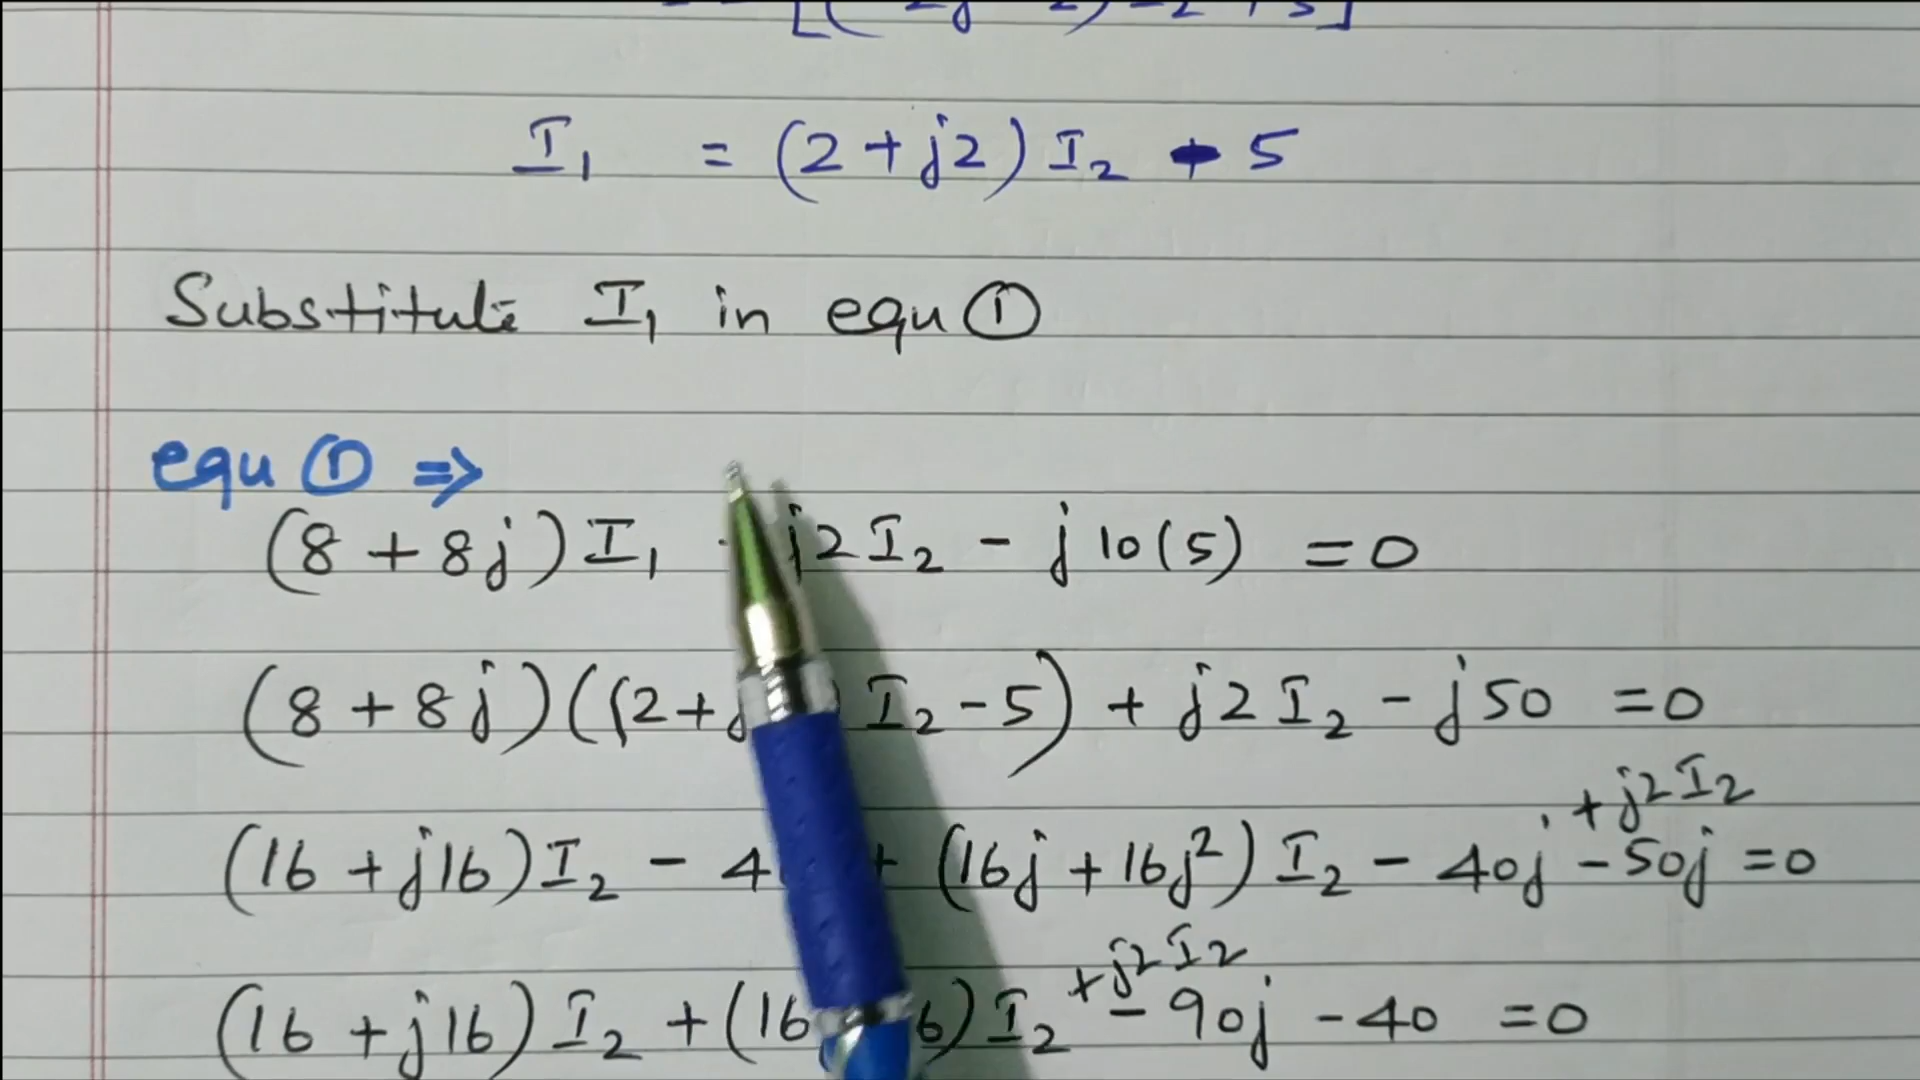 I₁ = (2 + j2) I₂ - 5
Substitute I₁ in equ ①
equ ① ⇒
(8 + 8j) I₁ j2 I₂ - j10(5) = 0
(8 + 8j)((2 + I₂ - 5) + j2 I₂ - j50 = 0
+ j2 I₂
(16 + j16) I₂ - 4 + (16j + 16j²) I₂ - 40j - 50j = 0
+ j2 I₂
(16 + j16) I₂ + (16 6) I₂ - 90j - 40 = 0